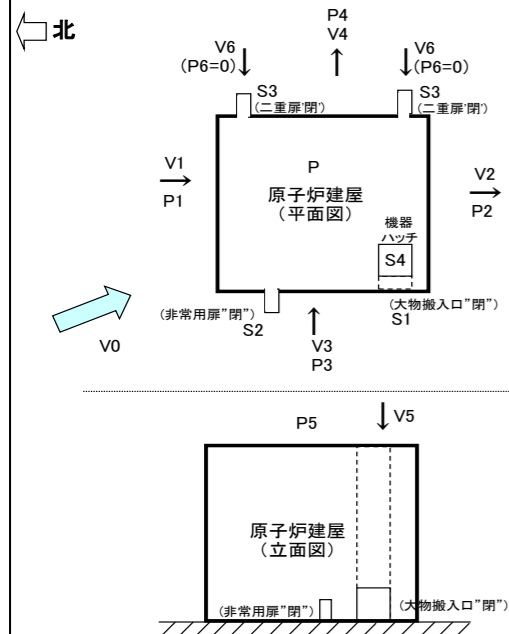 北
P4
V4
V6
(P6=0)
V6
(P6=0)
S3
(二重扉"閉")
S3
(二重扉"閉")
V1
P1
P
原子炉建屋
(平面図)
V2
P2
機器
ハッチ
S4
(非常用扉"閉")
S2
(大物搬入口"閉")
S1
V0
V3
P3
P5
V5
原子炉建屋
(立面図)
(非常用扉"閉")
(大物搬入口"閉")